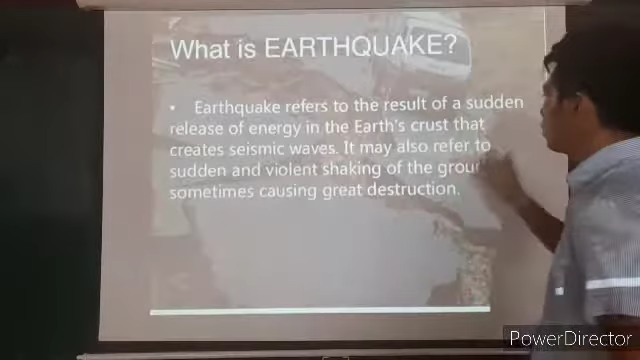 What is EARTHQUAKE?
• Earthquake refers to the result of a sudden
release of energy in the Earth's crust that
creates seismic waves. It may also refer to
sudden and violent shaking of the
sometimes causing great destruction.
PowerDirector